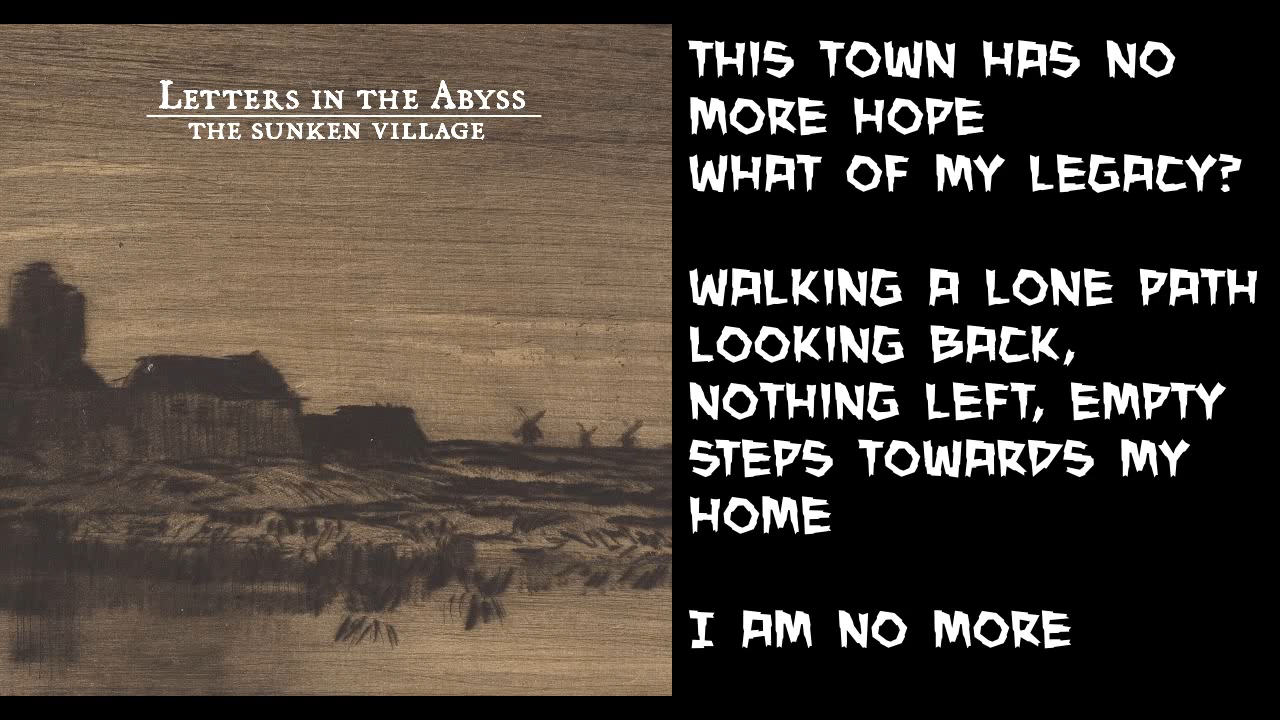 Letters in the Abyss
the sunken village
THIS TOWN HAS NO
MORE HOPE
WHAT OF MY LEGACY?
WALKING A LONE PATH
LOOKING BACK,
NOTHING LEFT, EMPTY
STEPS TOWARDS MY
HOME
I AM NO MORE